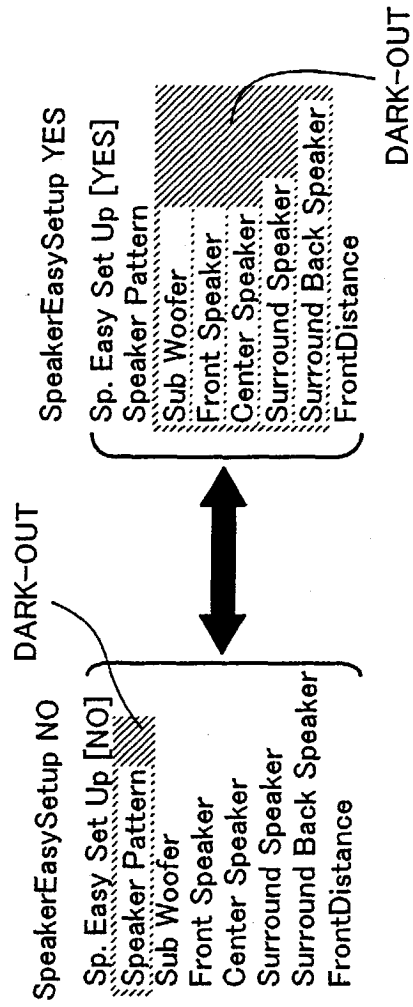 SpeakerEasySetup NO
DARK-OUT
Sp. Easy Set Up [NO]
Speaker Pattern
Sub Woofer
Front Speaker
Center Speaker
Surround Speaker
Surround Back Speaker
FrontDistance
SpeakerEasySetup YES
Sp. Easy Set Up [YES]
Speaker Pattern
Sub Woofer
Front Speaker
Center Speaker
Surround Speaker
Surround Back Speaker
FrontDistance
DARK-OUT